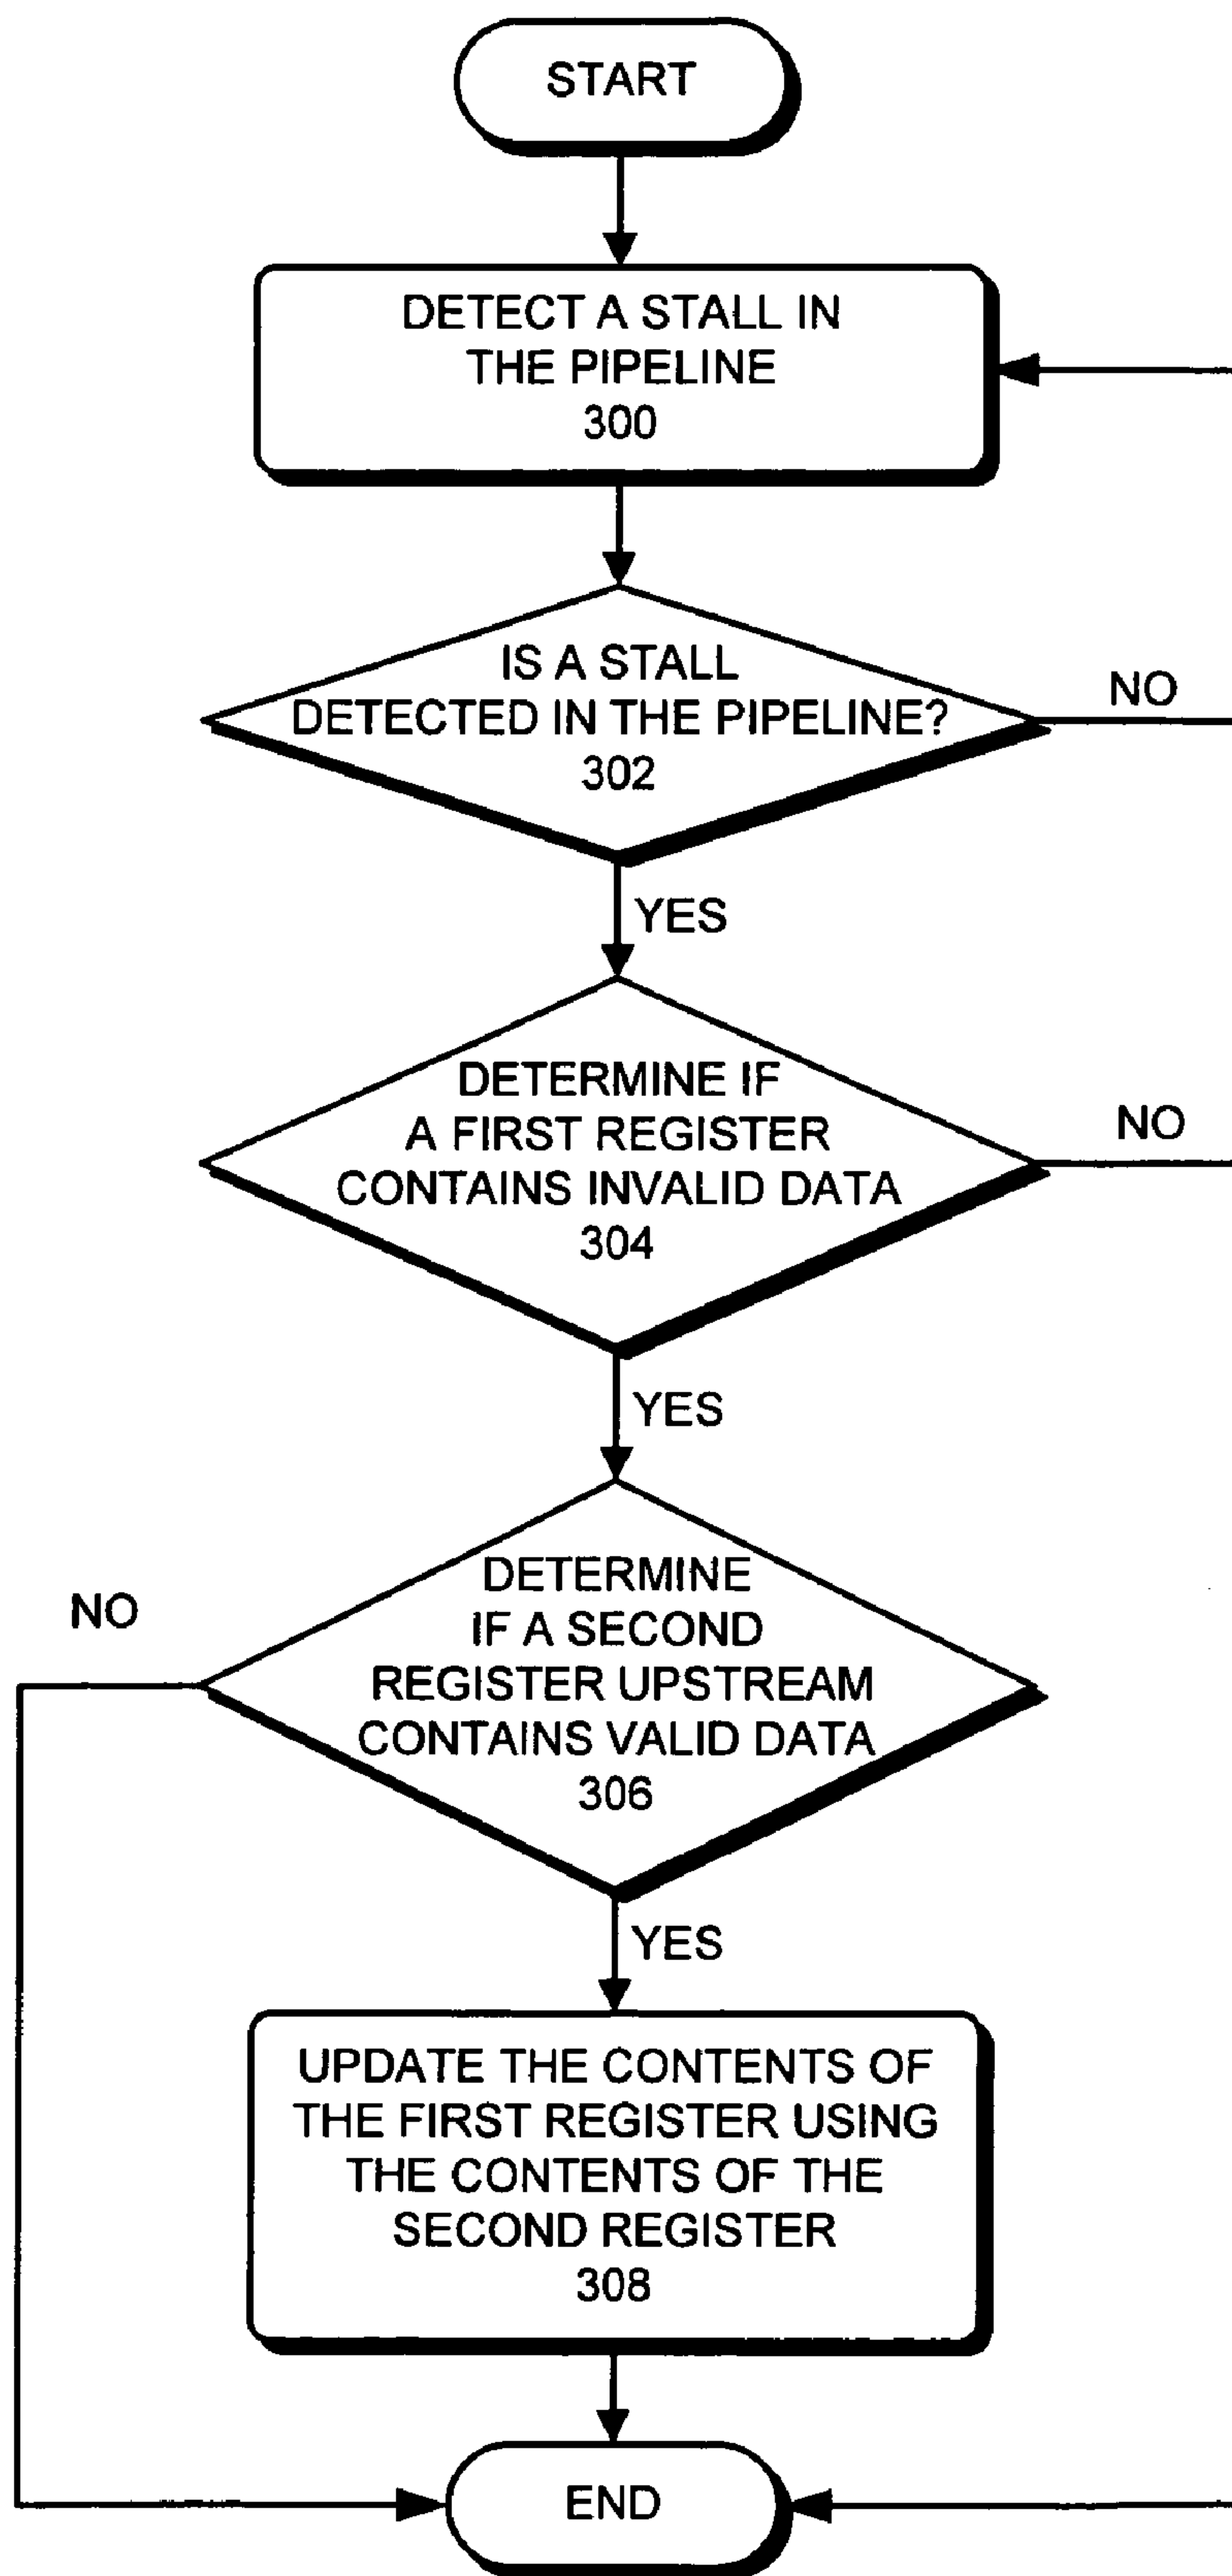 START
DETECT A STALL IN
THE PIPELINE
300
IS A STALL
DETECTED IN THE PIPELINE?
302
NO
YES
DETERMINE IF
A FIRST REGISTER
CONTAINS INVALID DATA
304
NO
YES
DETERMINE
IF A SECOND
REGISTER UPSTREAM
CONTAINS VALID DATA
306
NO
YES
UPDATE THE CONTENTS OF
THE FIRST REGISTER USING
THE CONTENTS OF THE
SECOND REGISTER
308
END